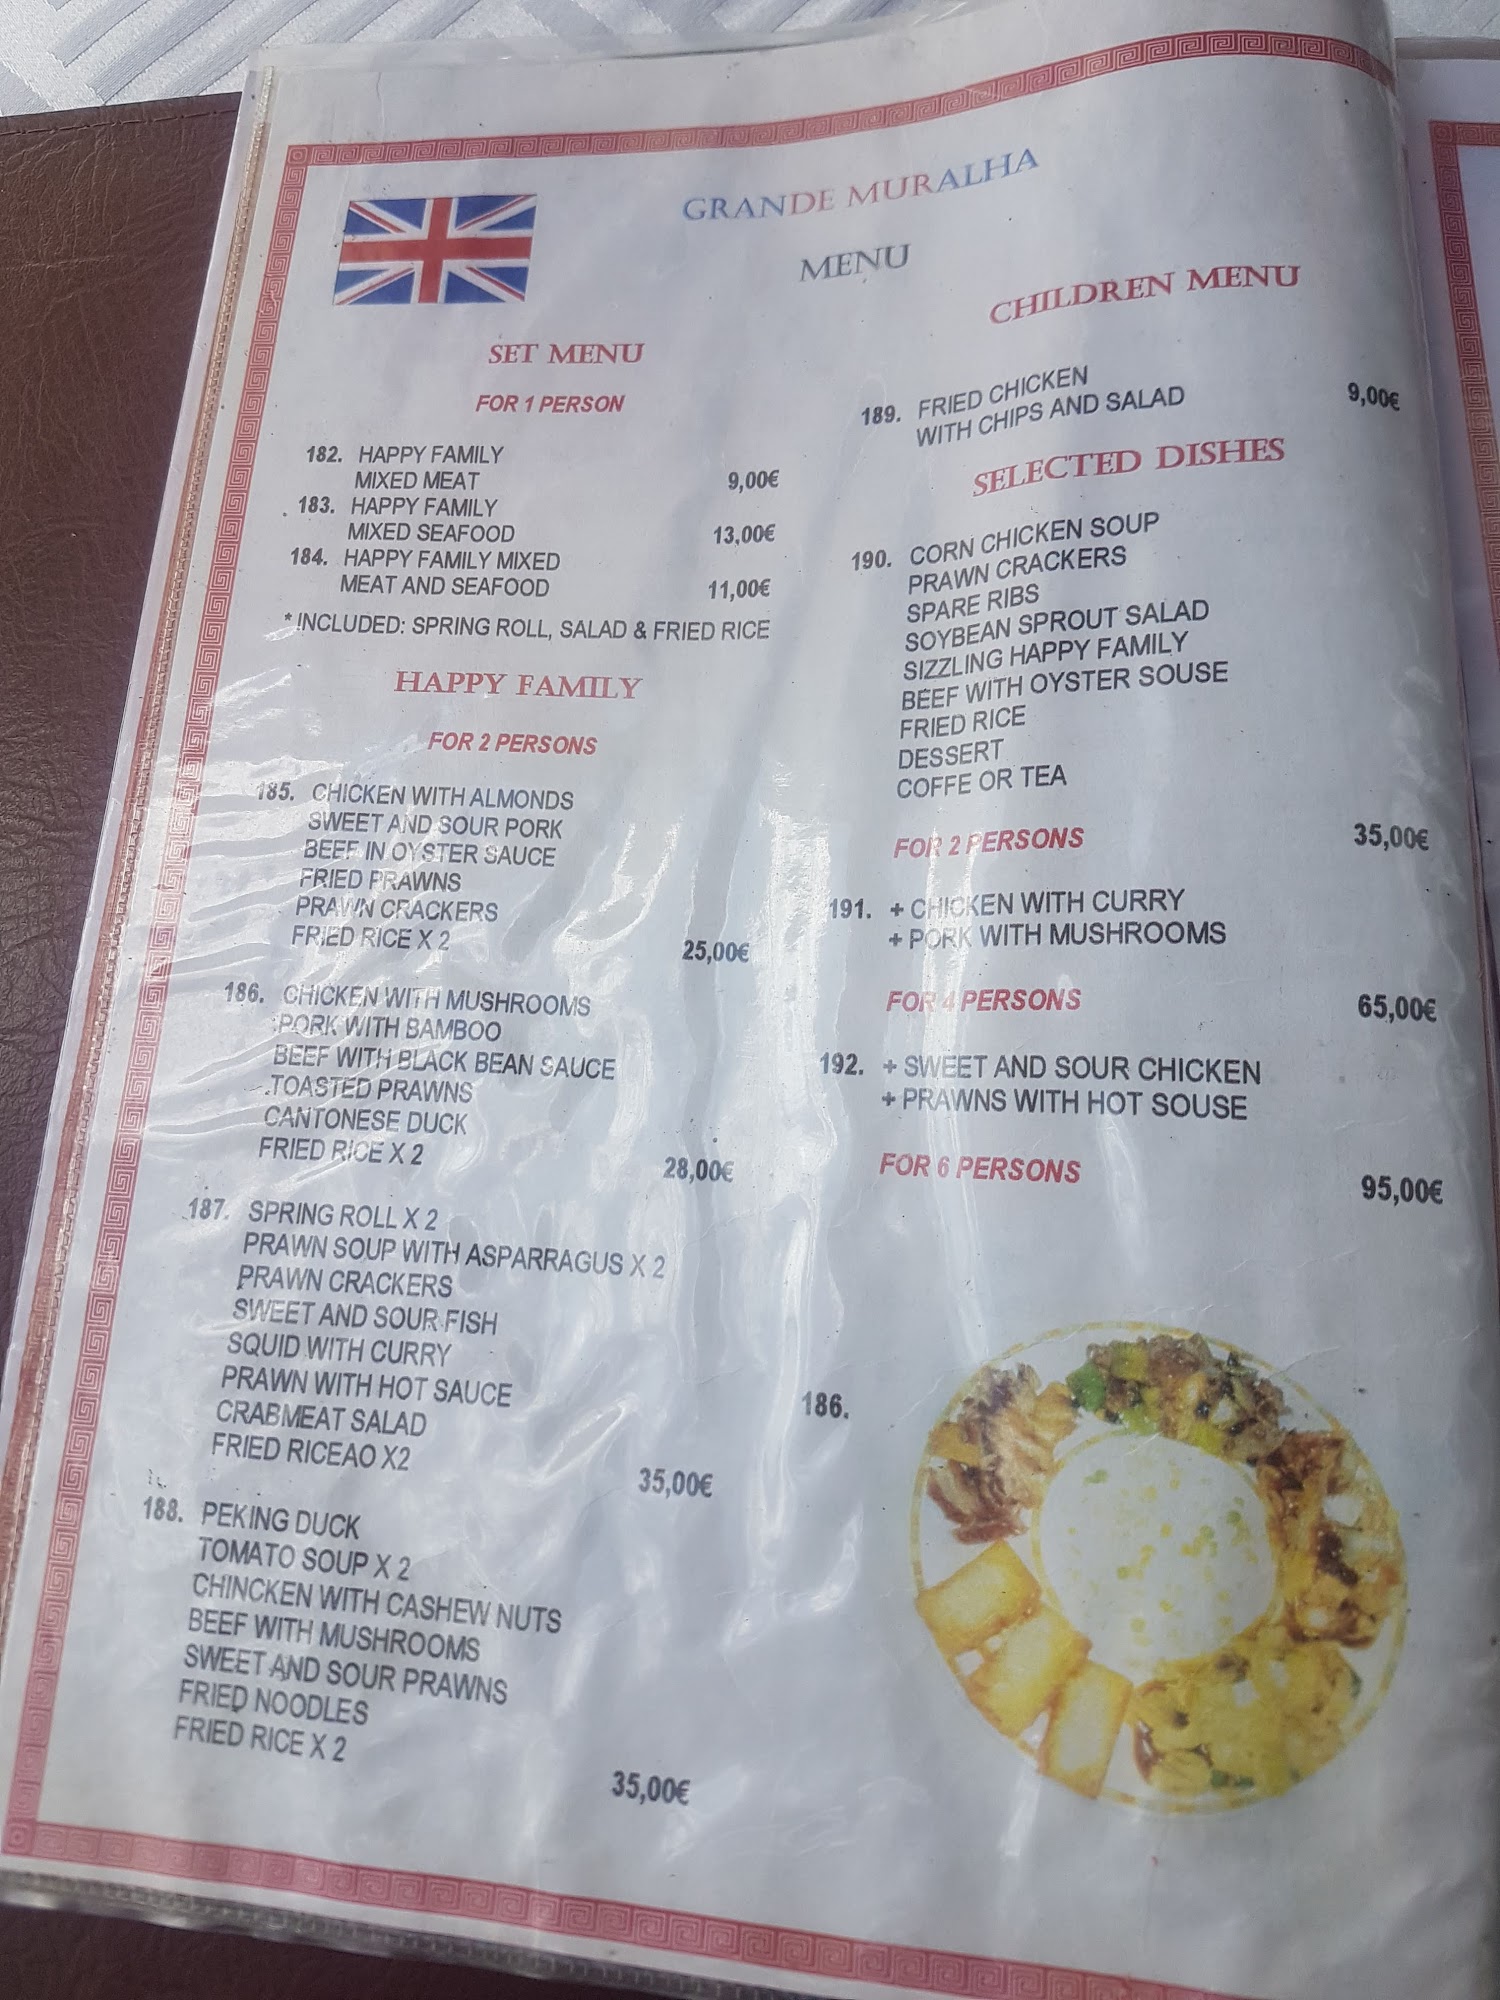 GRANDE MURALHA
MENU
SET MENU
FOR 1 PERSON
182. HAPPY FAMILY
MIXED MEAT 9,00€
183. HAPPY FAMILY
MIXED SEAFOOD 13,00€
184. HAPPY FAMILY MIXED
MEAT AND SEAFOOD 11,00€
* INCLUDED: SPRING ROLL, SALAD & FRIED RICE
HAPPY FAMILY
FOR 2 PERSONS
185. CHICKEN WITH ALMONDS
SWEET AND SOUR PORK
BEEF IN OYSTER SAUCE
FRIED PRAWNS
PRAWN CRACKERS
FRIED RICE X 2
25,00€
186. CHICKEN WITH MUSHROOMS
PORK WITH BAMBOO
BEEF WITH BLACK BEAN SAUCE
TOASTED PRAWNS
CANTONESE DUCK
FRIED RICE X 2
28,00€
187. SPRING ROLL X 2
PRAWN SOUP WITH ASPARRAGUS X 2
PRAWN CRACKERS
SWEET AND SOUR FISH
SQUID WITH CURRY
PRAWN WITH HOT SAUCE
CRABMEAT SALAD
FRIED RICEAO X2
35,00€
188. PEKING DUCK
TOMATO SOUP X 2
CHINCKEN WITH CASHEW NUTS
BEEF WITH MUSHROOMS
SWEET AND SOUR PRAWNS
FRIED NOODLES
FRIED RICE X 2
35,00€
CHILDREN MENU
189. FRIED CHICKEN
WITH CHIPS AND SALAD 9,00€
SELECTED DISHES
190. CORN CHICKEN SOUP
PRAWN CRACKERS
SPARE RIBS
SOYBEAN SPROUT SALAD
SIZZLING HAPPY FAMILY
BEEF WITH OYSTER SOUSE
FRIED RICE
DESSERT
COFFE OR TEA
FOR 2 PERSONS 35,00€
191. + CHICKEN WITH CURRY
+ PORK WITH MUSHROOMS
FOR 4 PERSONS 65,00€
192. + SWEET AND SOUR CHICKEN
+ PRAWNS WITH HOT SOUSE
FOR 6 PERSONS 95,00€
186.